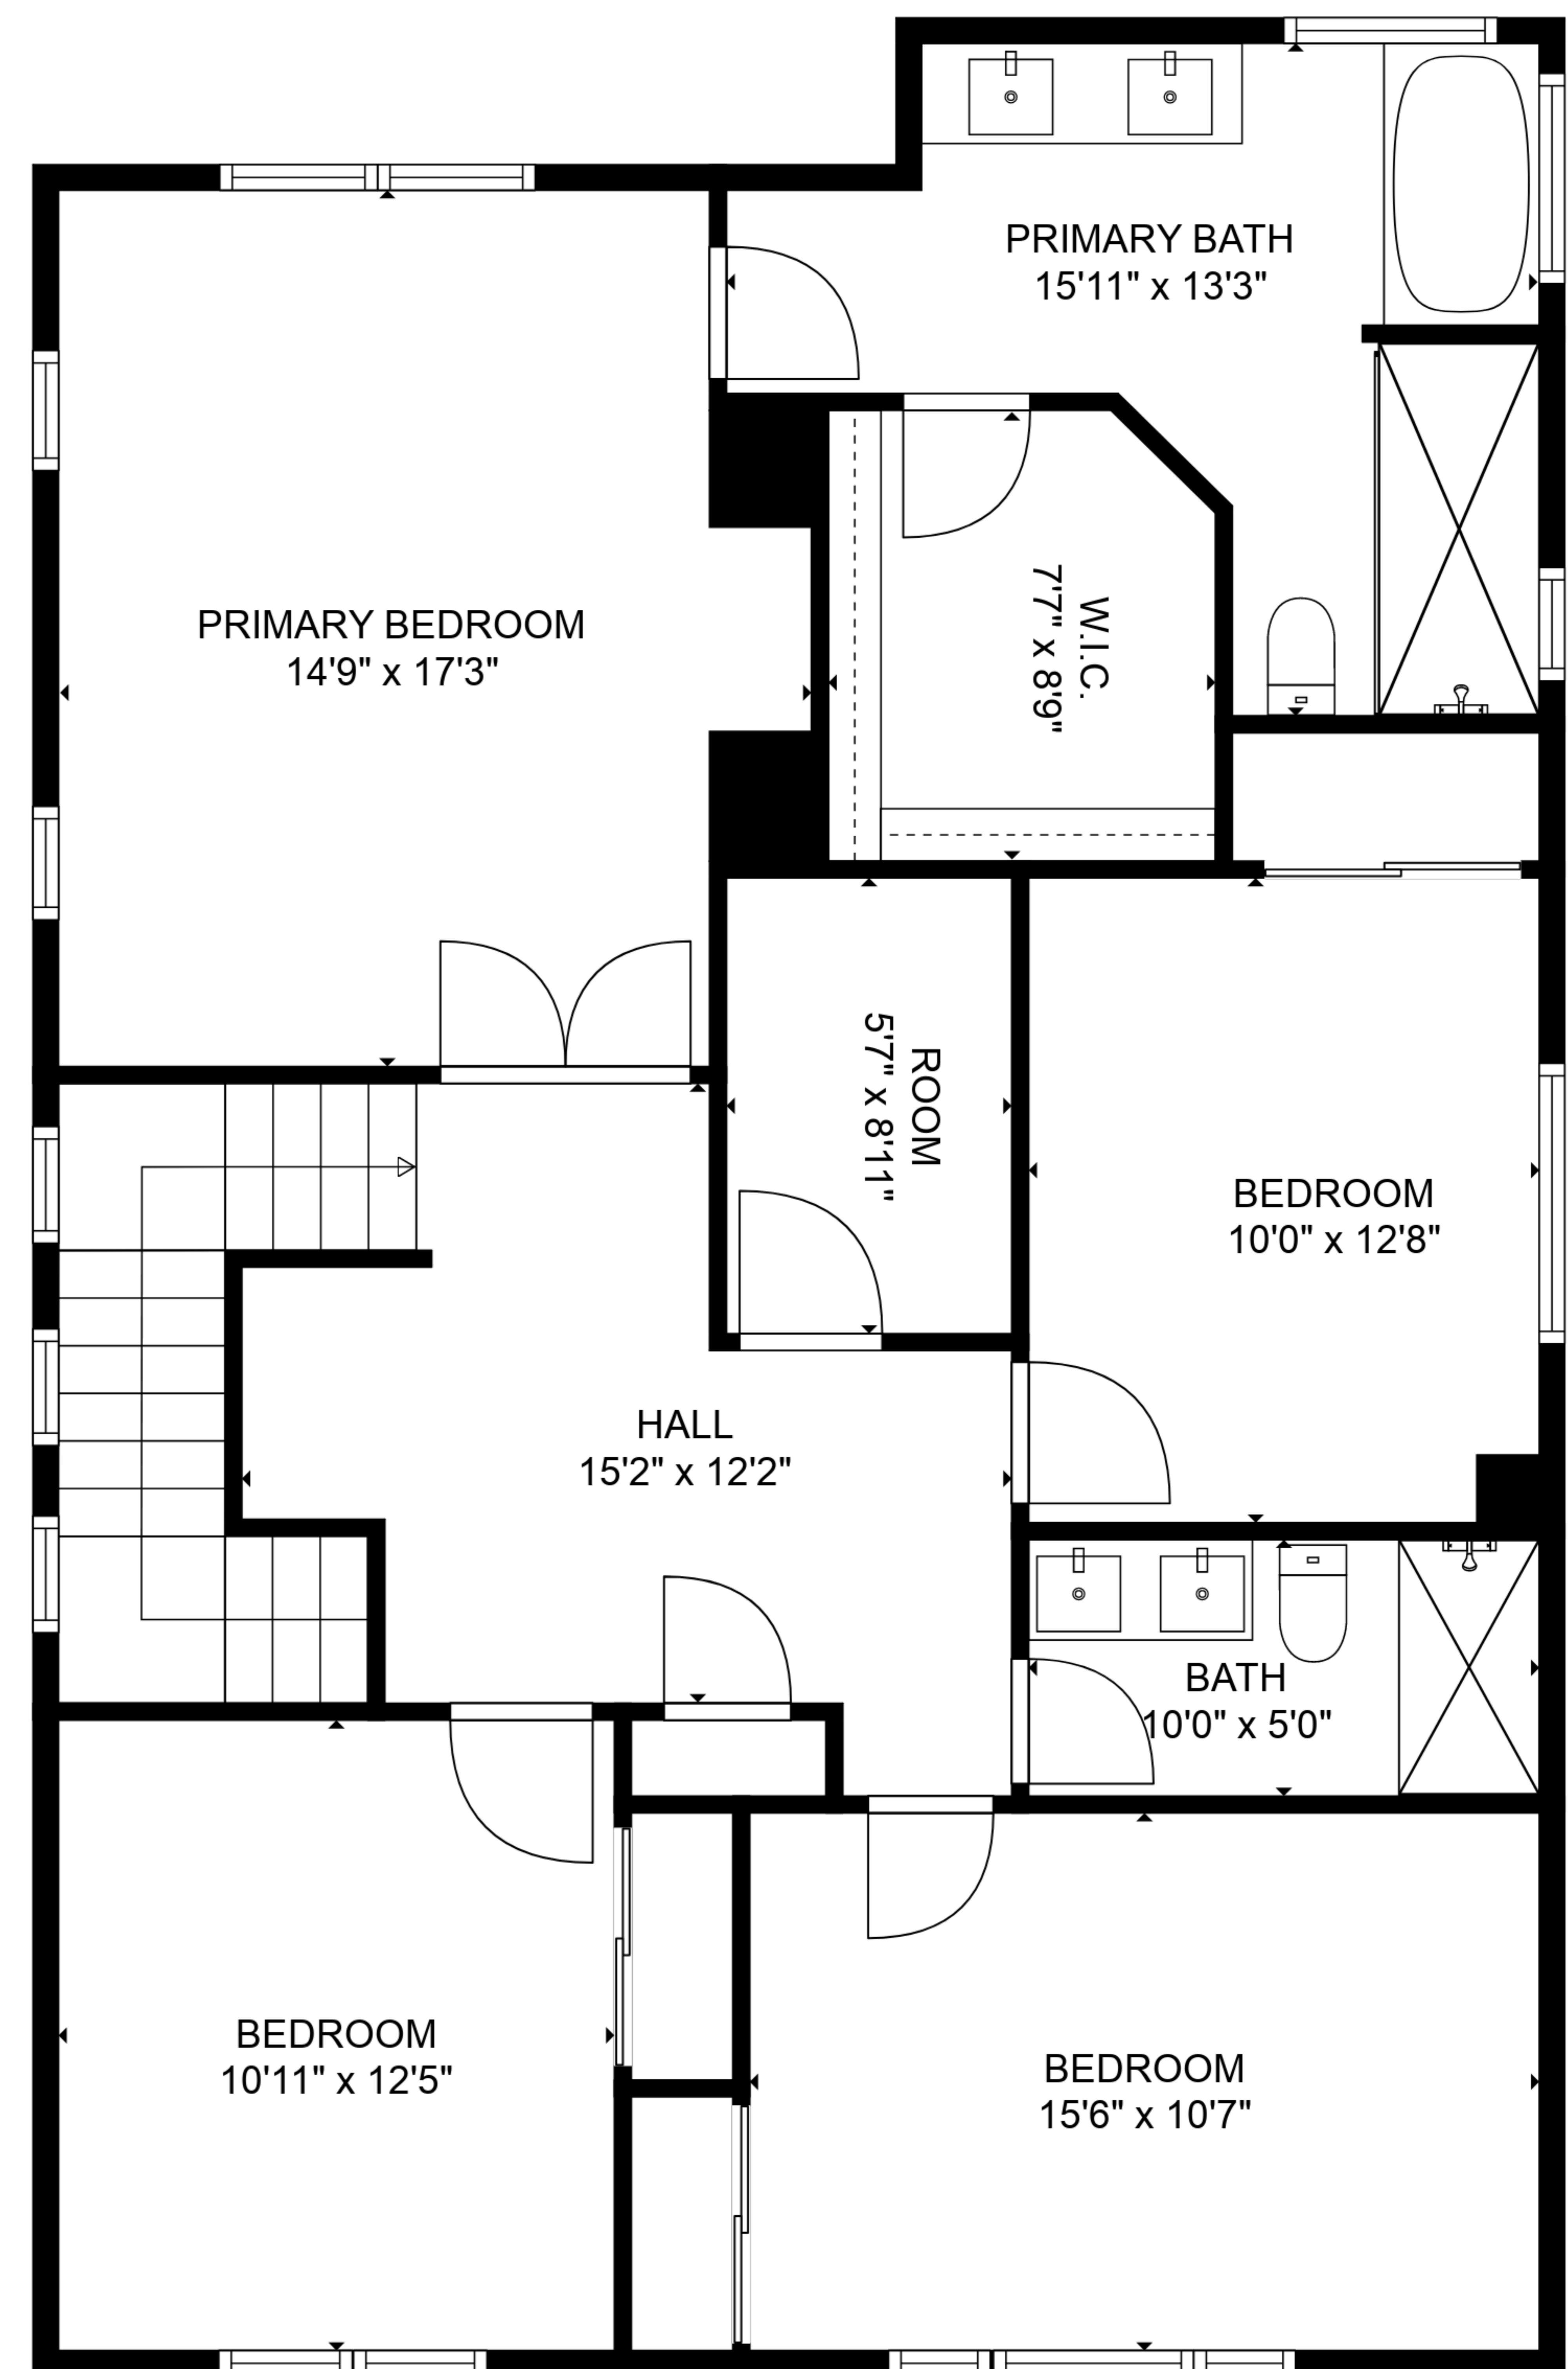 PRIMARY BATH
15'11" x 13'3"
PRIMARY BEDROOM
14'9" x 17'3"
W.I.C.
7'7" x 8'9"
ROOM
5'7" x 8'11"
BEDROOM
10'0" x 12'8"
HALL
15'2" x 12'2"
BATH
10'0" x 5'0"
BEDROOM
10'11" x 12'5"
BEDROOM
15'6" x 10'7"